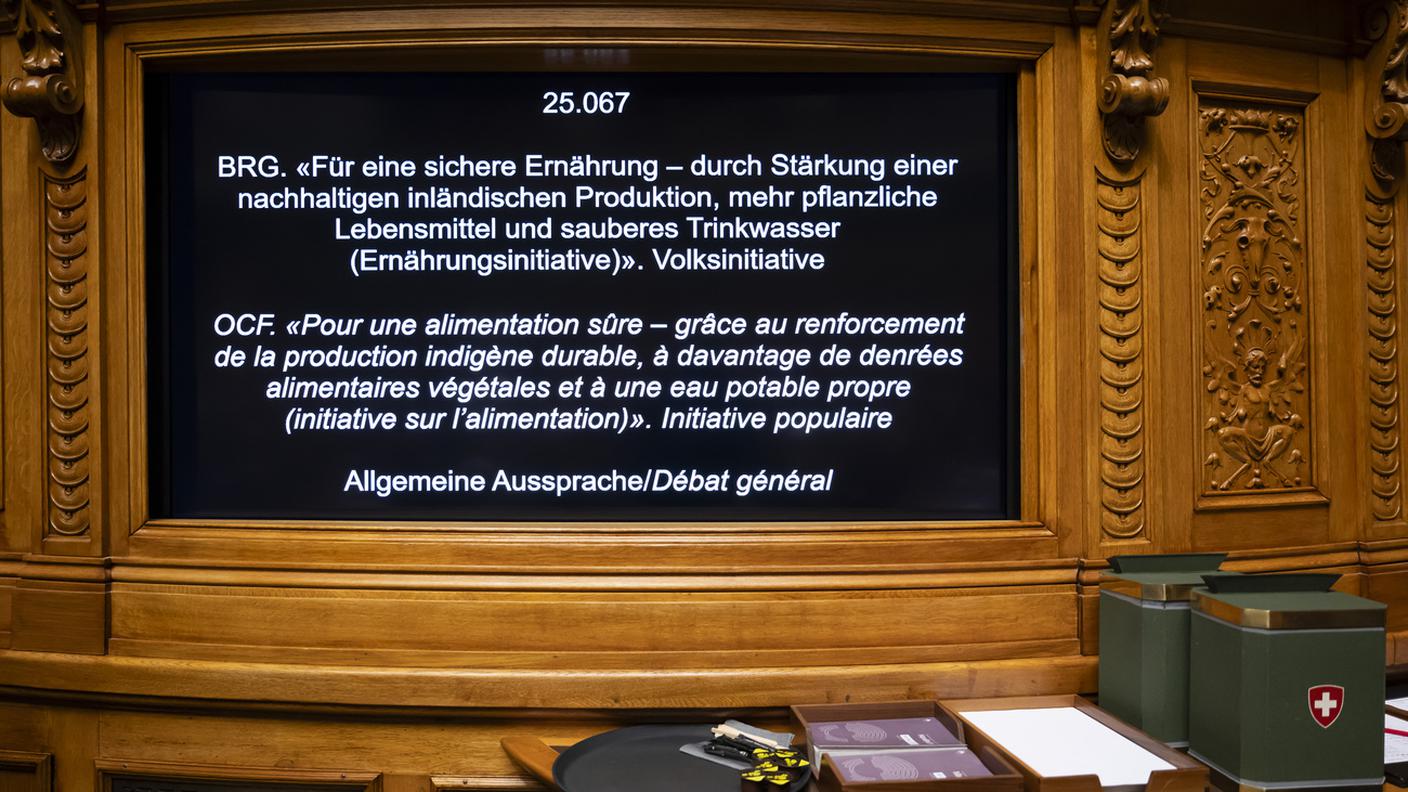 25.067
BRG. «Für eine sichere Ernährung – durch Stärkung einer
nachhaltigen inländischen Produktion, mehr pflanzliche
Lebensmittel und sauberes Trinkwasser
(Ernährungsinitiative)». Volksinitiative
OCF. «Pour une alimentation sûre – grâce au renforcement
de la production indigène durable, à davantage de denrées
alimentaires végétales et à une eau potable propre
(initiative sur l’alimentation)». Initiative populaire
Allgemeine Aussprache/Débat général